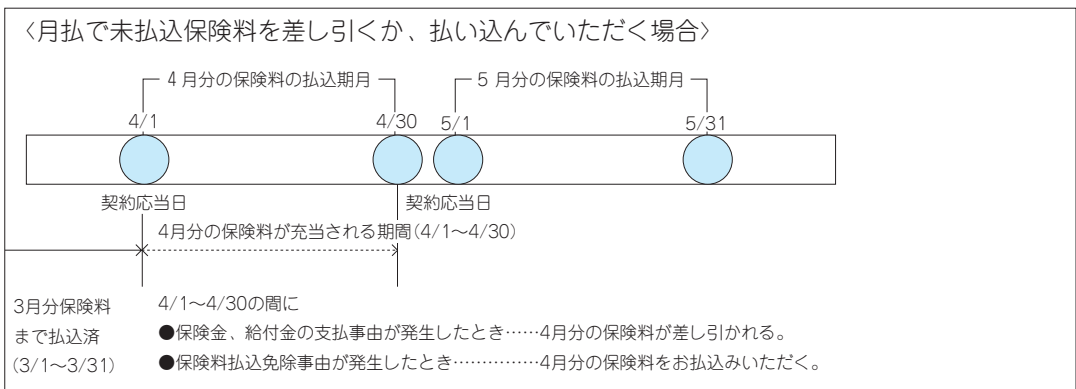 〈月払で未払込保険料を差し引くか、払い込んでいただく場合〉
4月分の保険料の払込期月 5月分の保険料の払込期月
4/1 4/30 5/1 5/31
契約応当日 契約応当日
4月分の保険料が充当される期間(4/1～4/30)
3月分保険料 4/1～4/30の間に
まで払込済 ●保険金、給付金の支払事由が発生したとき……4月分の保険料が差し引かれる。
(3/1～3/31) ●保険料払込免除事由が発生したとき……………4月分の保険料をお払込みいただく。